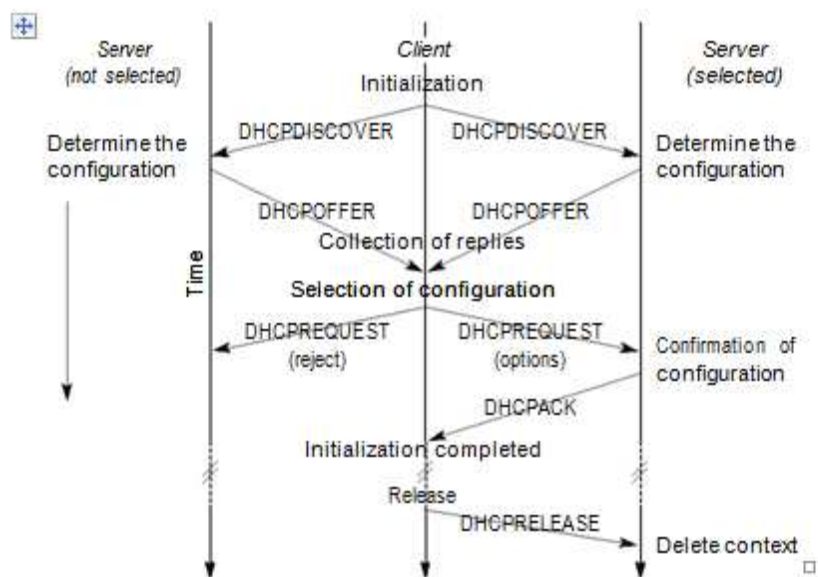 Server
(not selected)
Client
Server
(selected)
Initialization
DHCPDISCOVER
DHCPDISCOVER
Determine the
configuration
Determine the
configuration
DHCPOFFER
DHCPOFFER
Collection of replies
Time
Selection of configuration
DHCPREQUEST
(reject)
DHCPREQUEST
(options)
Confirmation of
configuration
DHCPACK
Initialization completed
Release
DHCPRELEASE
Delete context